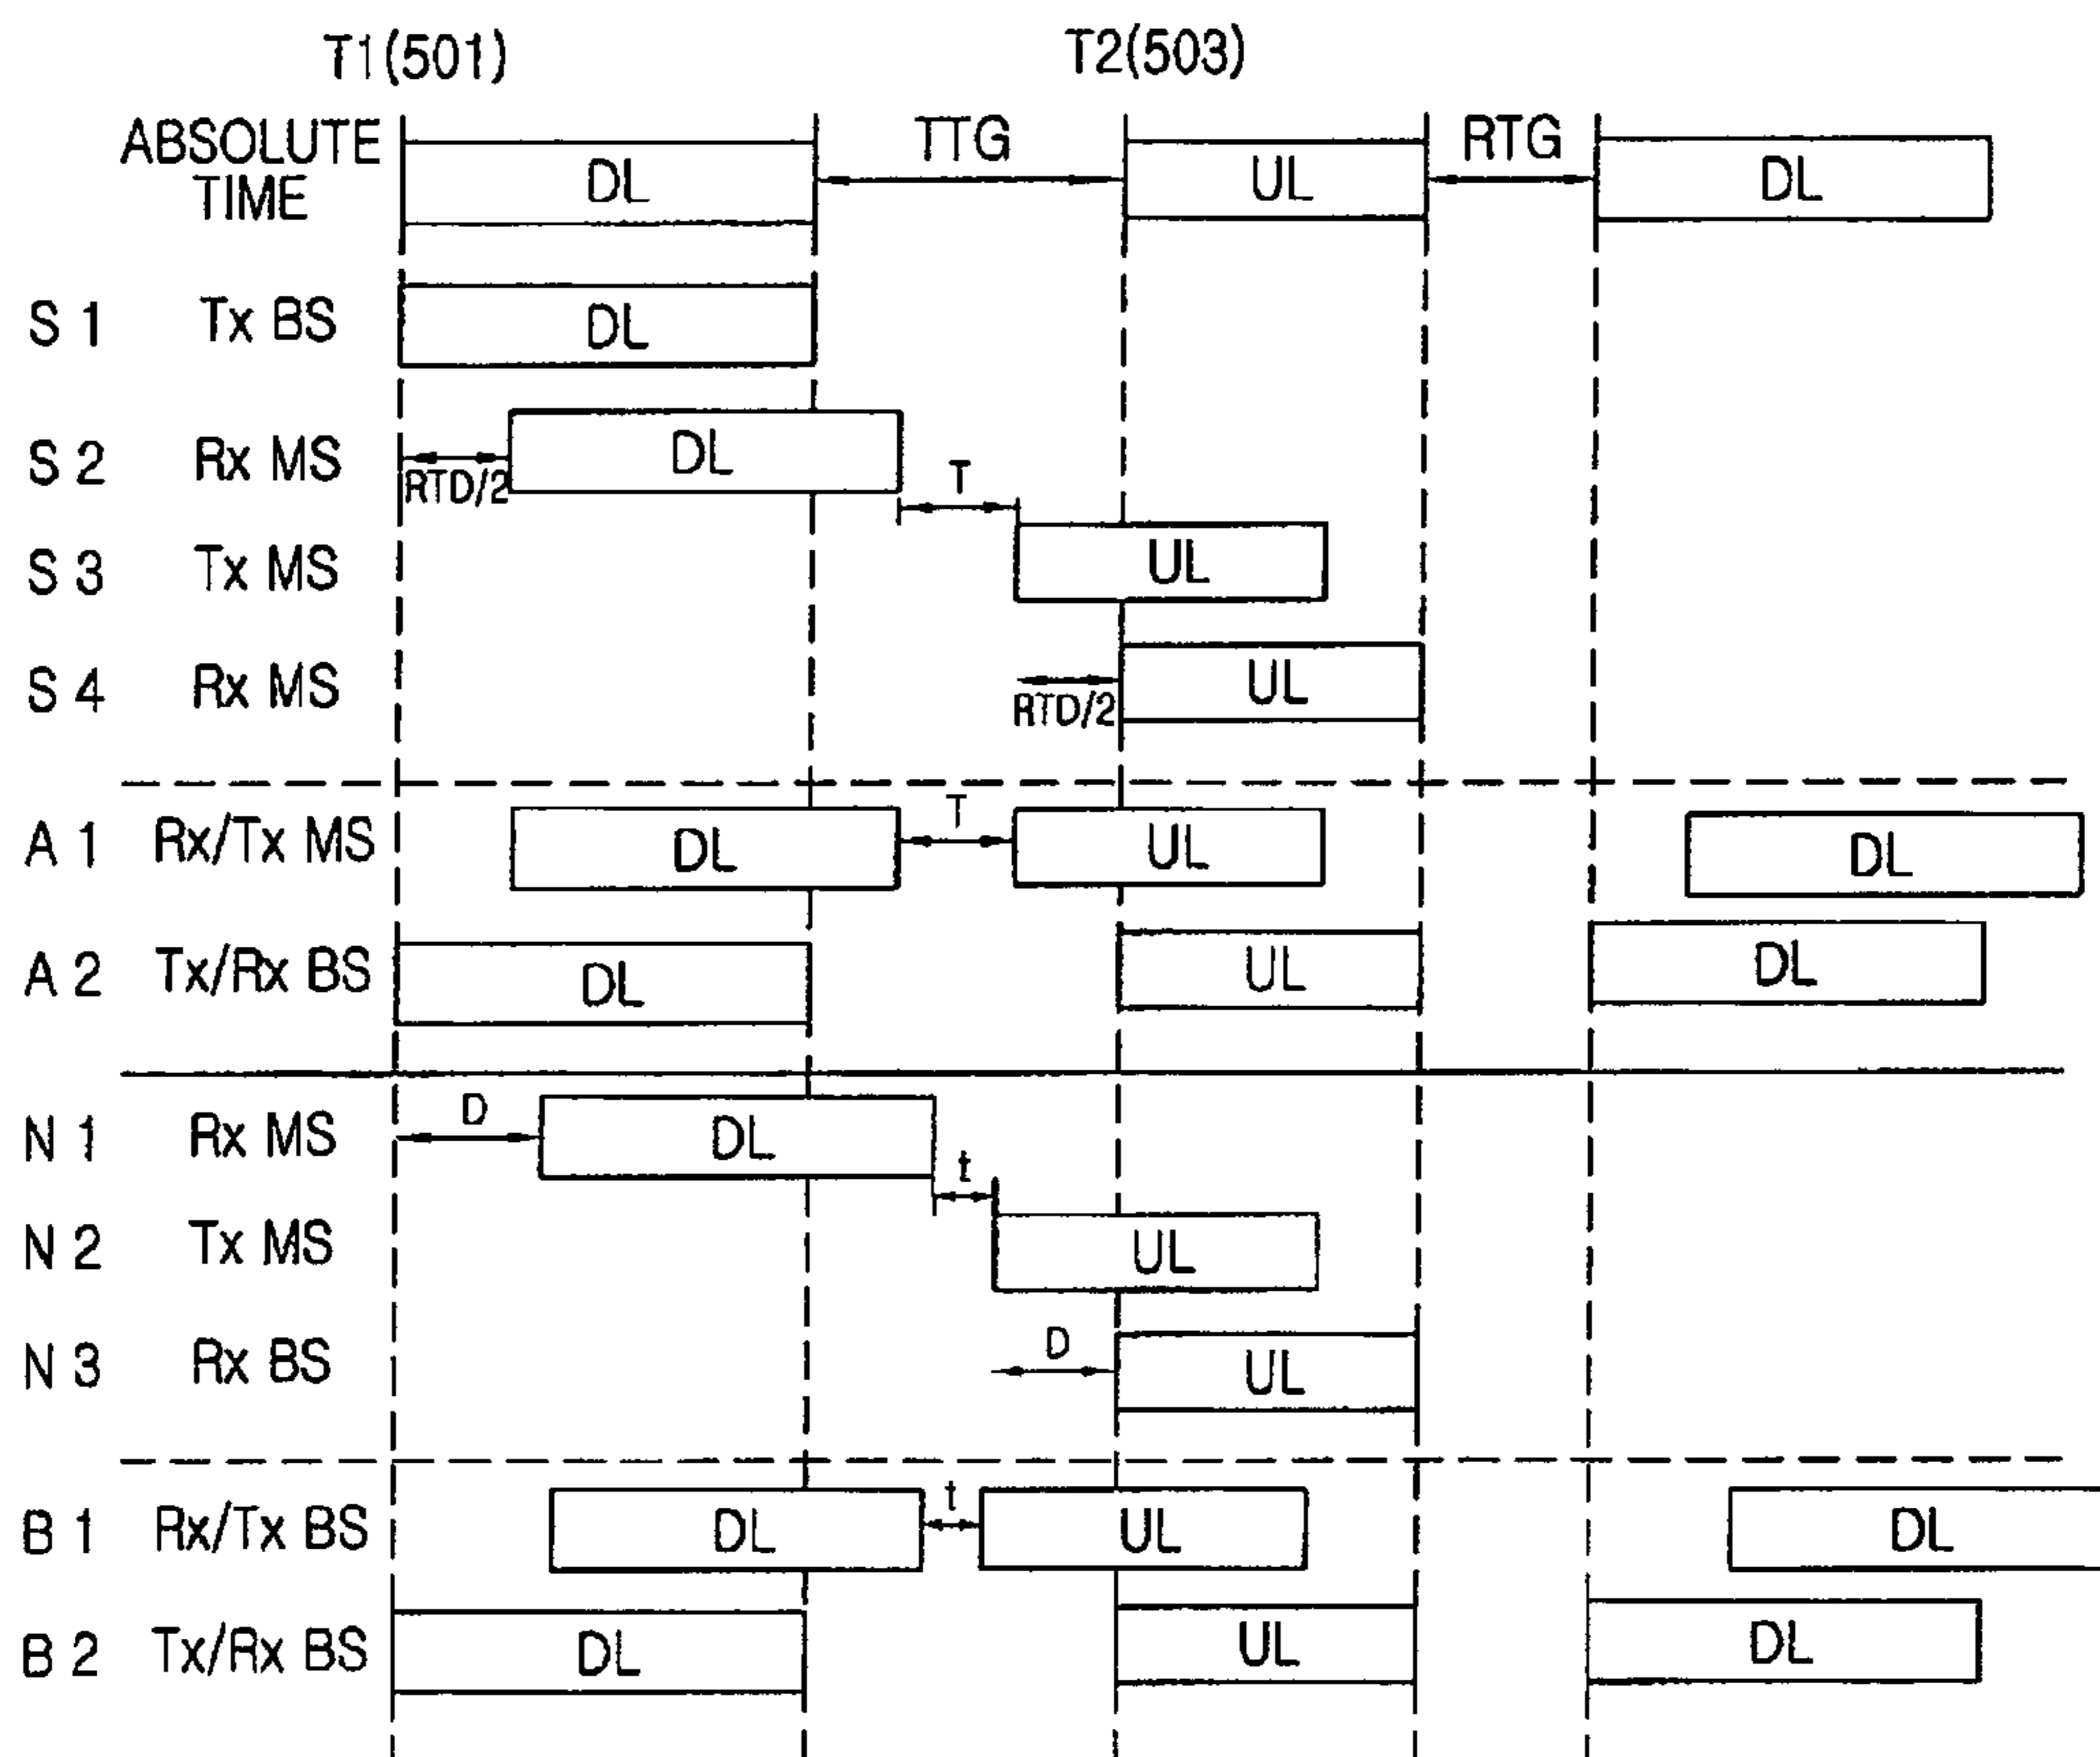 T1(501) T2(503)
ABSOLUTE TIME DL TTG UL RTG DL
S 1 Tx BS DL
S 2 Rx MS RTD/2 DL T
S 3 Tx MS UL
S 4 Rx MS RTD/2 UL
A 1 Rx/Tx MS DL T UL DL
A 2 Tx/Rx BS DL UL DL
N 1 Rx MS D DL t
N 2 Tx MS UL
N 3 Rx BS D UL
B 1 Rx/Tx BS DL t UL DL
B 2 Tx/Rx BS DL UL DL